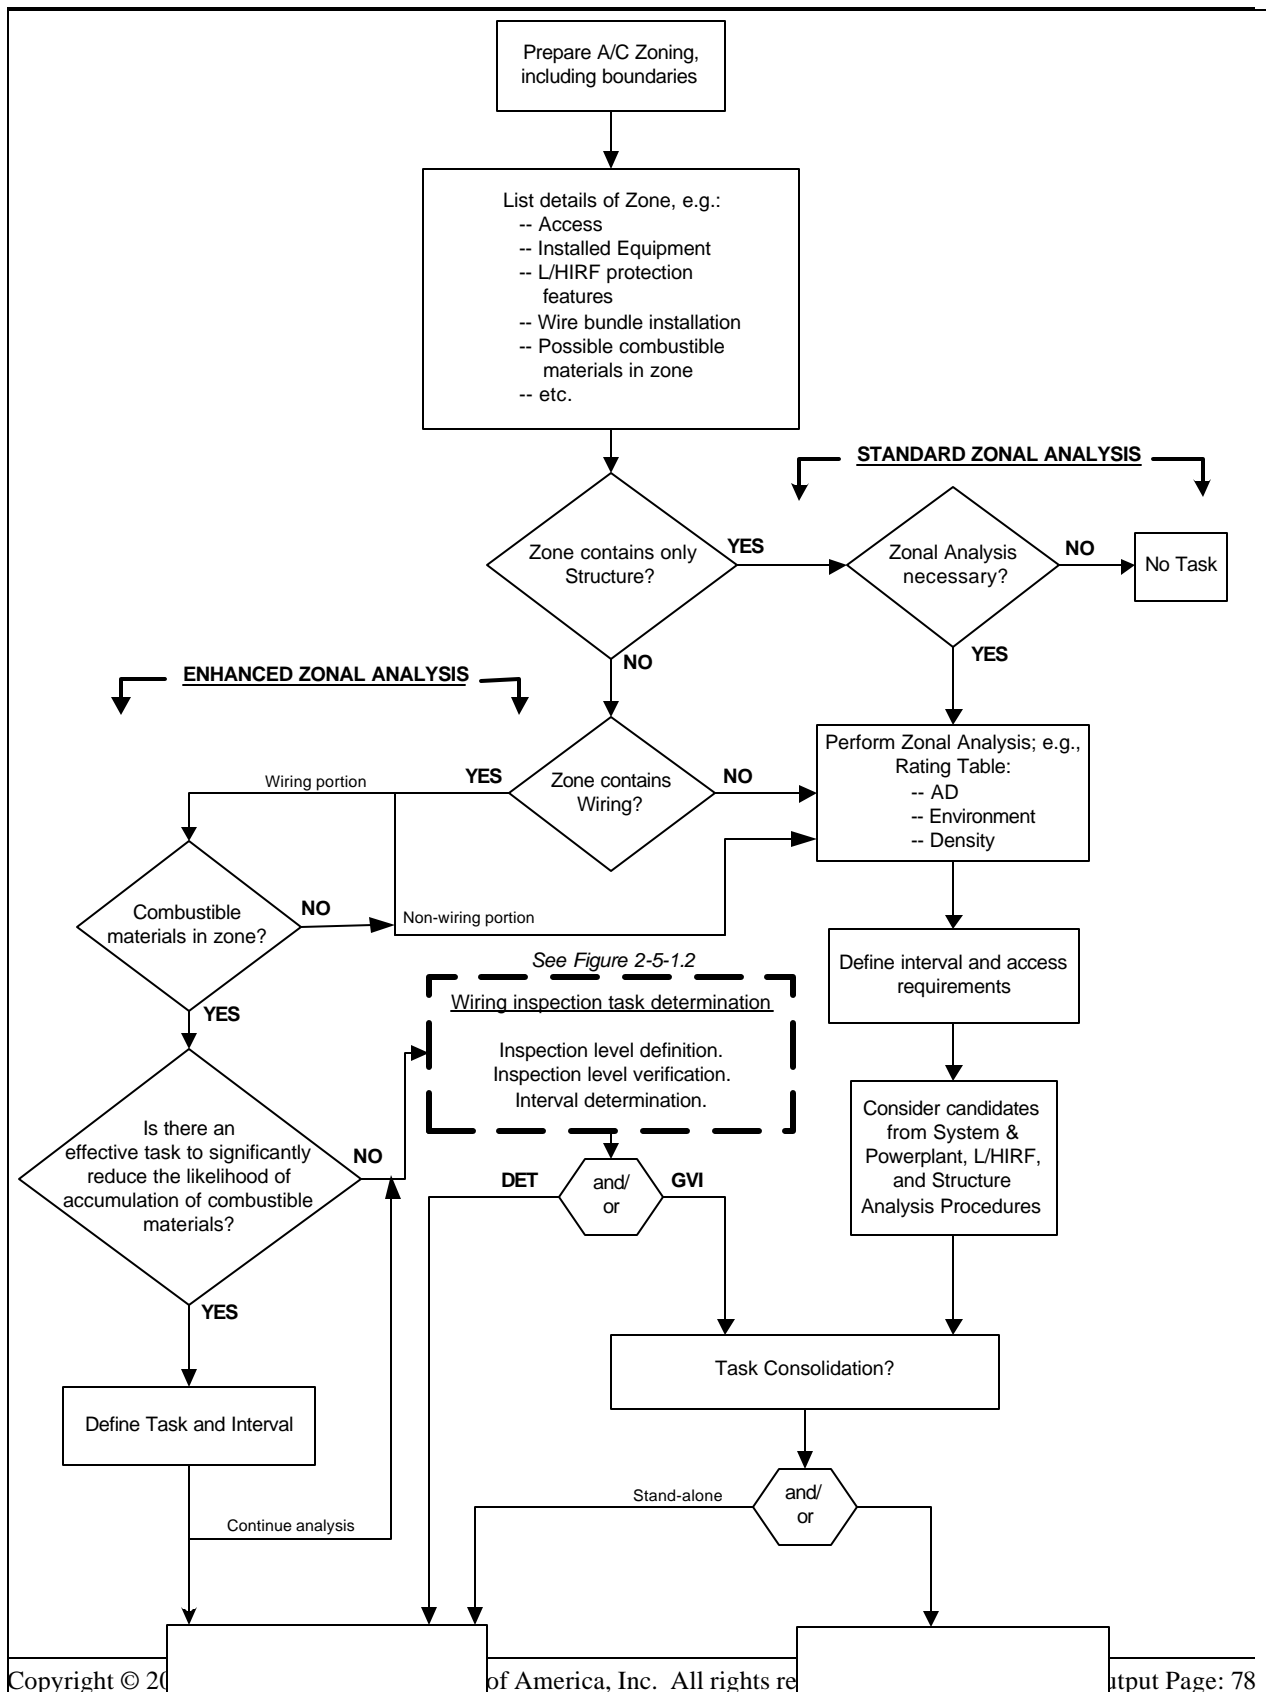 Prepare A/C Zoning,
including boundaries
List details of Zone, e.g.:
-- Access
-- Installed Equipment
-- L/HIRF protection
features
-- Wire bundle installation
-- Possible combustible
materials in zone
-- etc.
STANDARD ZONAL ANALYSIS
Zone contains only
Structure?
YES
Zonal Analysis
necessary?
NO
No Task
NO
YES
ENHANCED ZONAL ANALYSIS
Zone contains
Wiring?
YES
Wiring portion
NO
Perform Zonal Analysis; e.g.,
Rating Table:
-- AD
-- Environment
-- Density
Combustible
materials in zone?
NO
Non-wiring portion
YES
Define interval and access
requirements
See Figure 2-5-1.2
Wiring inspection task determination
Inspection level definition.
Inspection level verification.
Interval determination.
Is there an
effective task to significantly
reduce the likelihood of
accumulation of combustible
materials?
NO
YES
Consider candidates
from System &
Powerplant, L/HIRF,
and Structure
Analysis Procedures
DET
and/
or
GVI
Task Consolidation?
Define Task and Interval
Continue analysis
Stand-alone
and/
or
Copyright © 20 of America, Inc. All rights re utput Page: 78